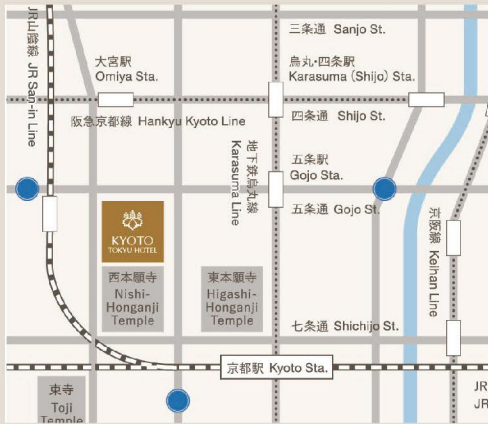 三条通 Sanjo St.
JR山陰線 JR San-in Line
大宮駅
Omiya Sta.
烏丸・四条駅
Karasuma (Shijo) Sta.
阪急京都線 Hankyu Kyoto Line
四条通 Shijo St.
地下鉄烏丸線
Karasuma Line
五条駅
Gojo Sta.
五条通 Gojo St.
京阪線 Keihan Line
KYOTO
TOKYU HOTEL
西本願寺
Nishi-
Honganji
Temple
東本願寺
Higashi-
Honganji
Temple
七条通 Shichijo St.
京都駅 Kyoto Sta.
東寺
Toji
Temple
JR
JR